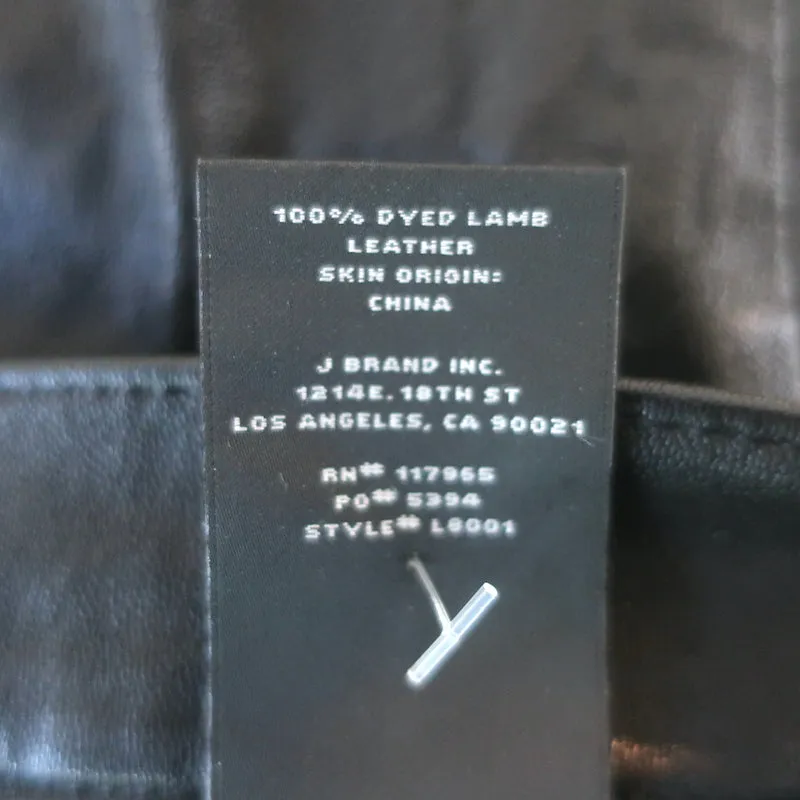 100% DYED LAMB
LEATHER
SKIN ORIGIN:
CHINA
J BRAND INC.
1214E. 18TH ST
LOS ANGELES, CA 90021
RN# 117965
PO# 5394
STYLE# L8001